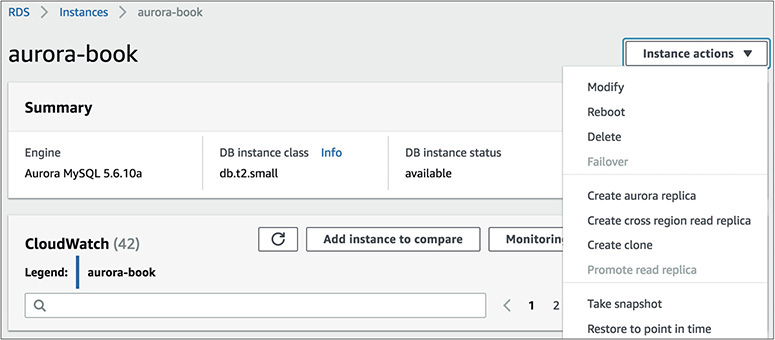 RDS > Instances > aurora-book
aurora-book
Instance actions ▼
Summary
Engine
Aurora MySQL 5.6.10a
DB instance class Info
db.t2.small
DB instance status
available
CloudWatch (42)
Add instance to compare
Monitoring
Legend: aurora-book
< 1 2
Modify
Reboot
Delete
Failover
Create aurora replica
Create cross region read replica
Create clone
Promote read replica
Take snapshot
Restore to point in time